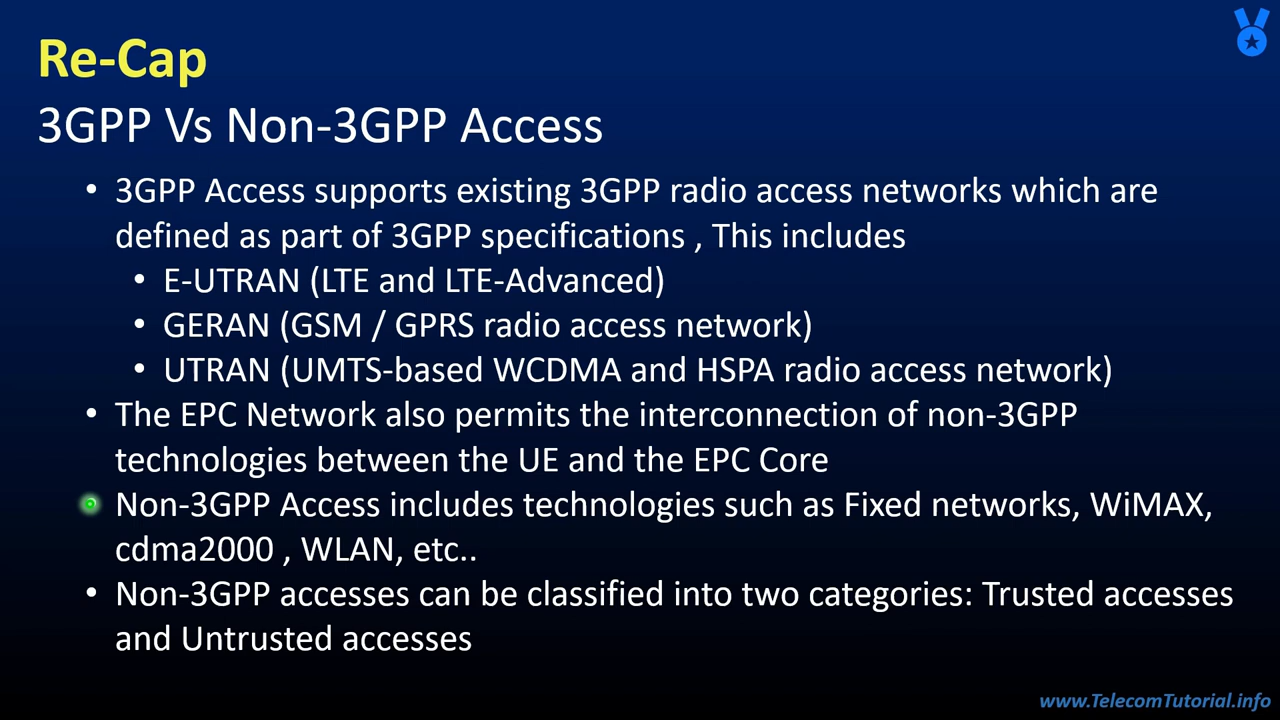 Re-Cap
3GPP Vs Non-3GPP Access
• 3GPP Access supports existing 3GPP radio access networks which are
defined as part of 3GPP specifications , This includes
• E-UTRAN (LTE and LTE-Advanced)
• GERAN (GSM / GPRS radio access network)
• UTRAN (UMTS-based WCDMA and HSPA radio access network)
• The EPC Network also permits the interconnection of non-3GPP
technologies between the UE and the EPC Core
• Non-3GPP Access includes technologies such as Fixed networks, WiMAX,
cdma2000 , WLAN, etc..
• Non-3GPP accesses can be classified into two categories: Trusted accesses
and Untrusted accesses
www.TelecomTutorial.info